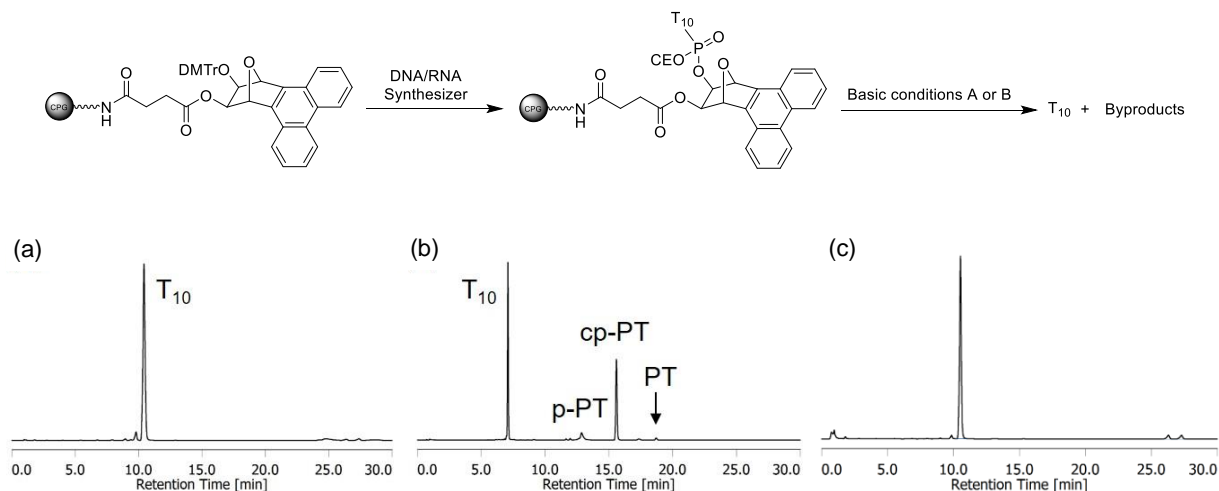 DMTrO
O
O
O
O
N
H
CPG
DNA/RNA
Synthesizer
T10
P
O
CEO
O
O
O
O
O
N
H
CPG
Basic conditions A or B
T10 + Byproducts
(a)
T10
0.0 5.0 10.0 15.0 20.0 25.0 30.0
Retention Time [min]
(b)
T10
p-PT
cp-PT
PT
0.0 5.0 10.0 15.0 20.0 25.0 30.0
Retention Time [min]
(c)
0.0 5.0 10.0 15.0 20.0 25.0 30.0
Retention Time [min]